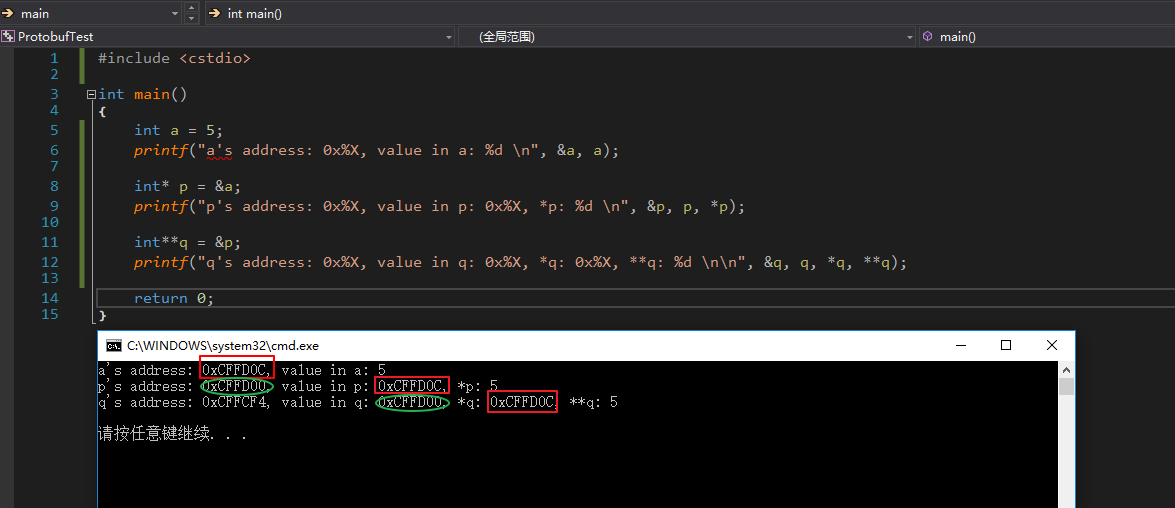 main int main()
ProtobufTest (全局范围) main()
1 #include <cstdio>
2
3 int main()
4 {
5 int a = 5;
6 printf("a's address: 0x%X, value in a: %d \n", &a, a);
7
8 int* p = &a;
9 printf("p's address: 0x%X, value in p: 0x%X, *p: %d \n", &p, p, *p);
10
11 int**q = &p;
12 printf("q's address: 0x%X, value in q: 0x%X, *q: 0x%X, **q: %d \n\n", &q, q, *q, **q);
13
14 return 0;
15 }
C:\WINDOWS\system32\cmd.exe
a's address: 0xCFFD0C, value in a: 5
p's address: 0xCFFD00, value in p: 0xCFFD0C, *p: 5
q's address: 0xCFFCF4, value in q: 0xCFFD00, *q: 0xCFFD0C, **q: 5
请按任意键继续. . .